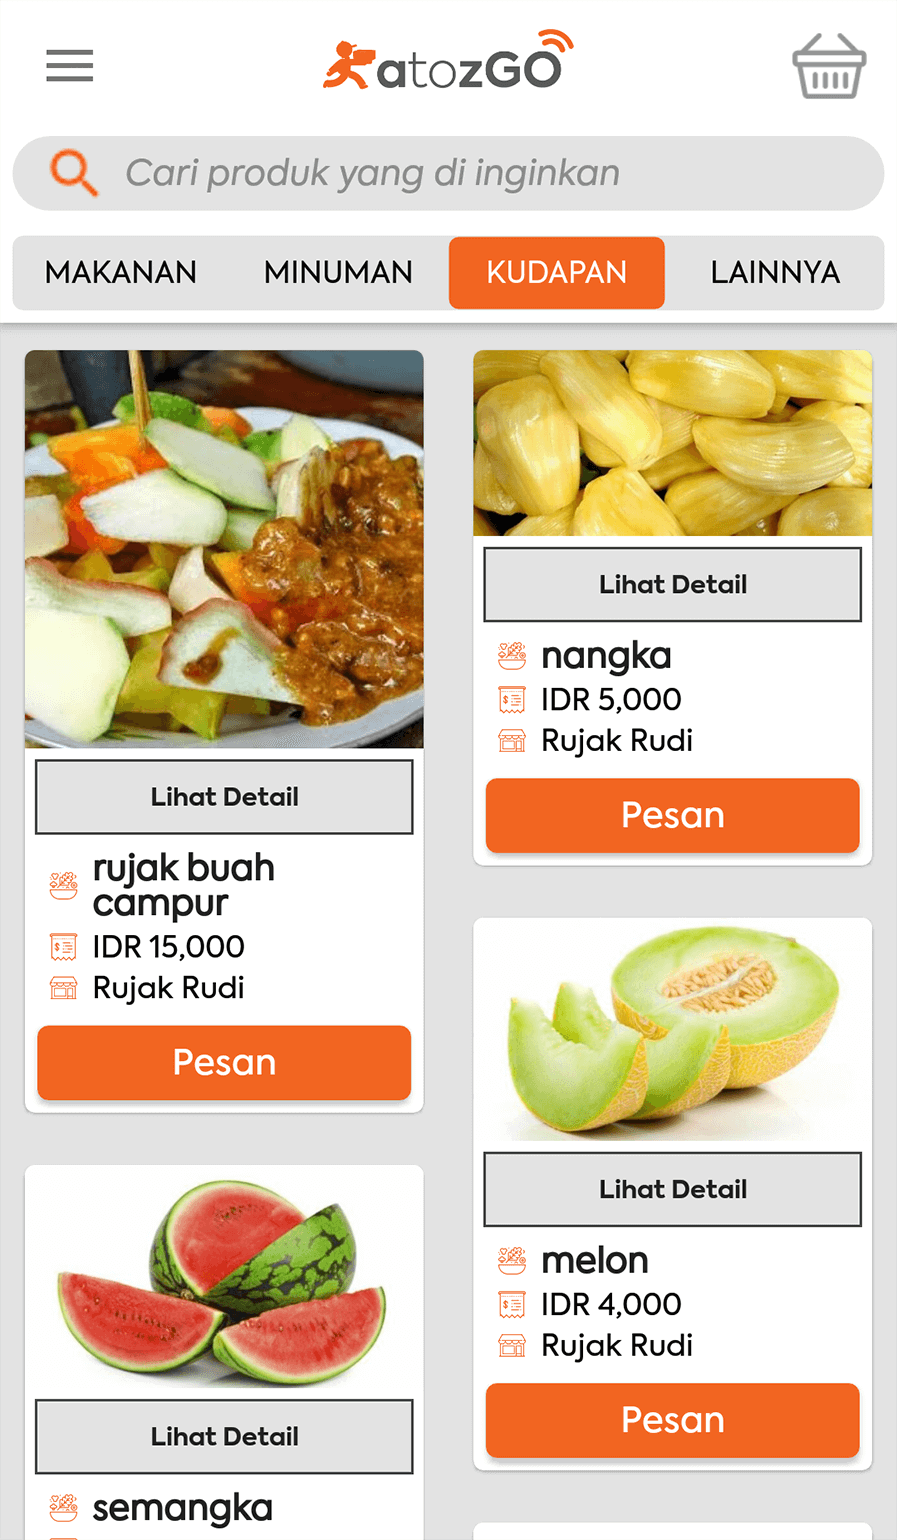 atozGO
Cari produk yang di inginkan
MAKANAN MINUMAN KUDAPAN LAINNYA
Lihat Detail
rujak buah
campur
IDR 15,000
Rujak Rudi
Pesan
Lihat Detail
nangka
IDR 5,000
Rujak Rudi
Pesan
Lihat Detail
melon
IDR 4,000
Rujak Rudi
Pesan
Lihat Detail
semangka